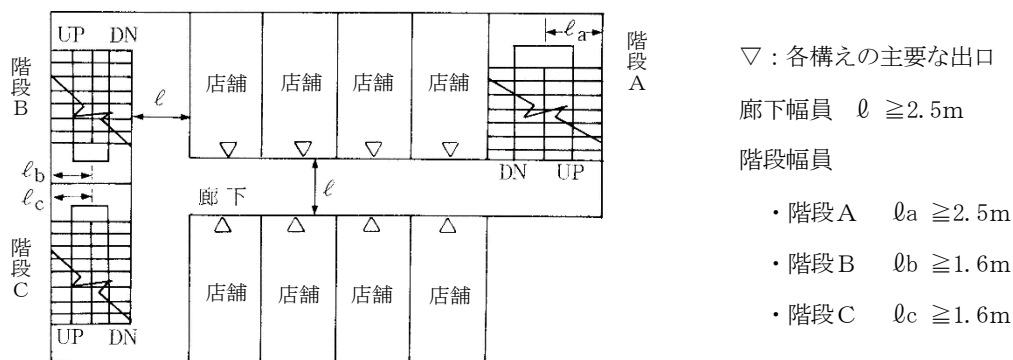 UP DN
階段B
ℓ
店舗 店舗 店舗 店舗
ℓa
階段A
DN UP
ℓb
ℓc
廊下
ℓ
階段C
店舗 店舗 店舗 店舗
UP DN
▽：各構えの主要な出口
廊下幅員 ℓ ≧2.5m
階段幅員
・階段A ℓa ≧2.5m
・階段B ℓb ≧1.6m
・階段C ℓc ≧1.6m